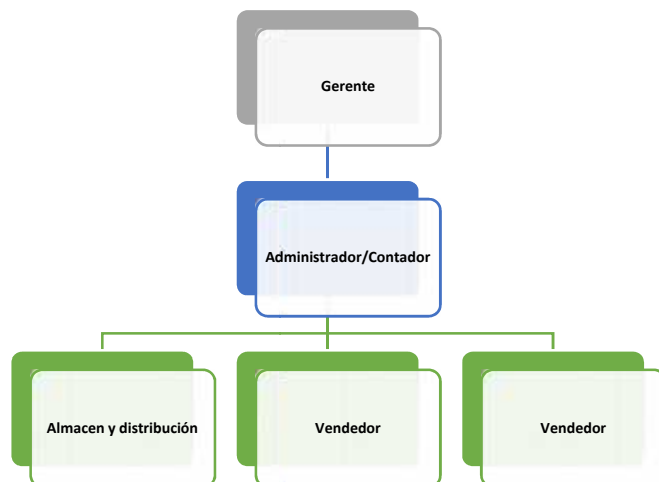 Gerente
Administrador/Contador
Almacen y distribución
Vendedor
Vendedor